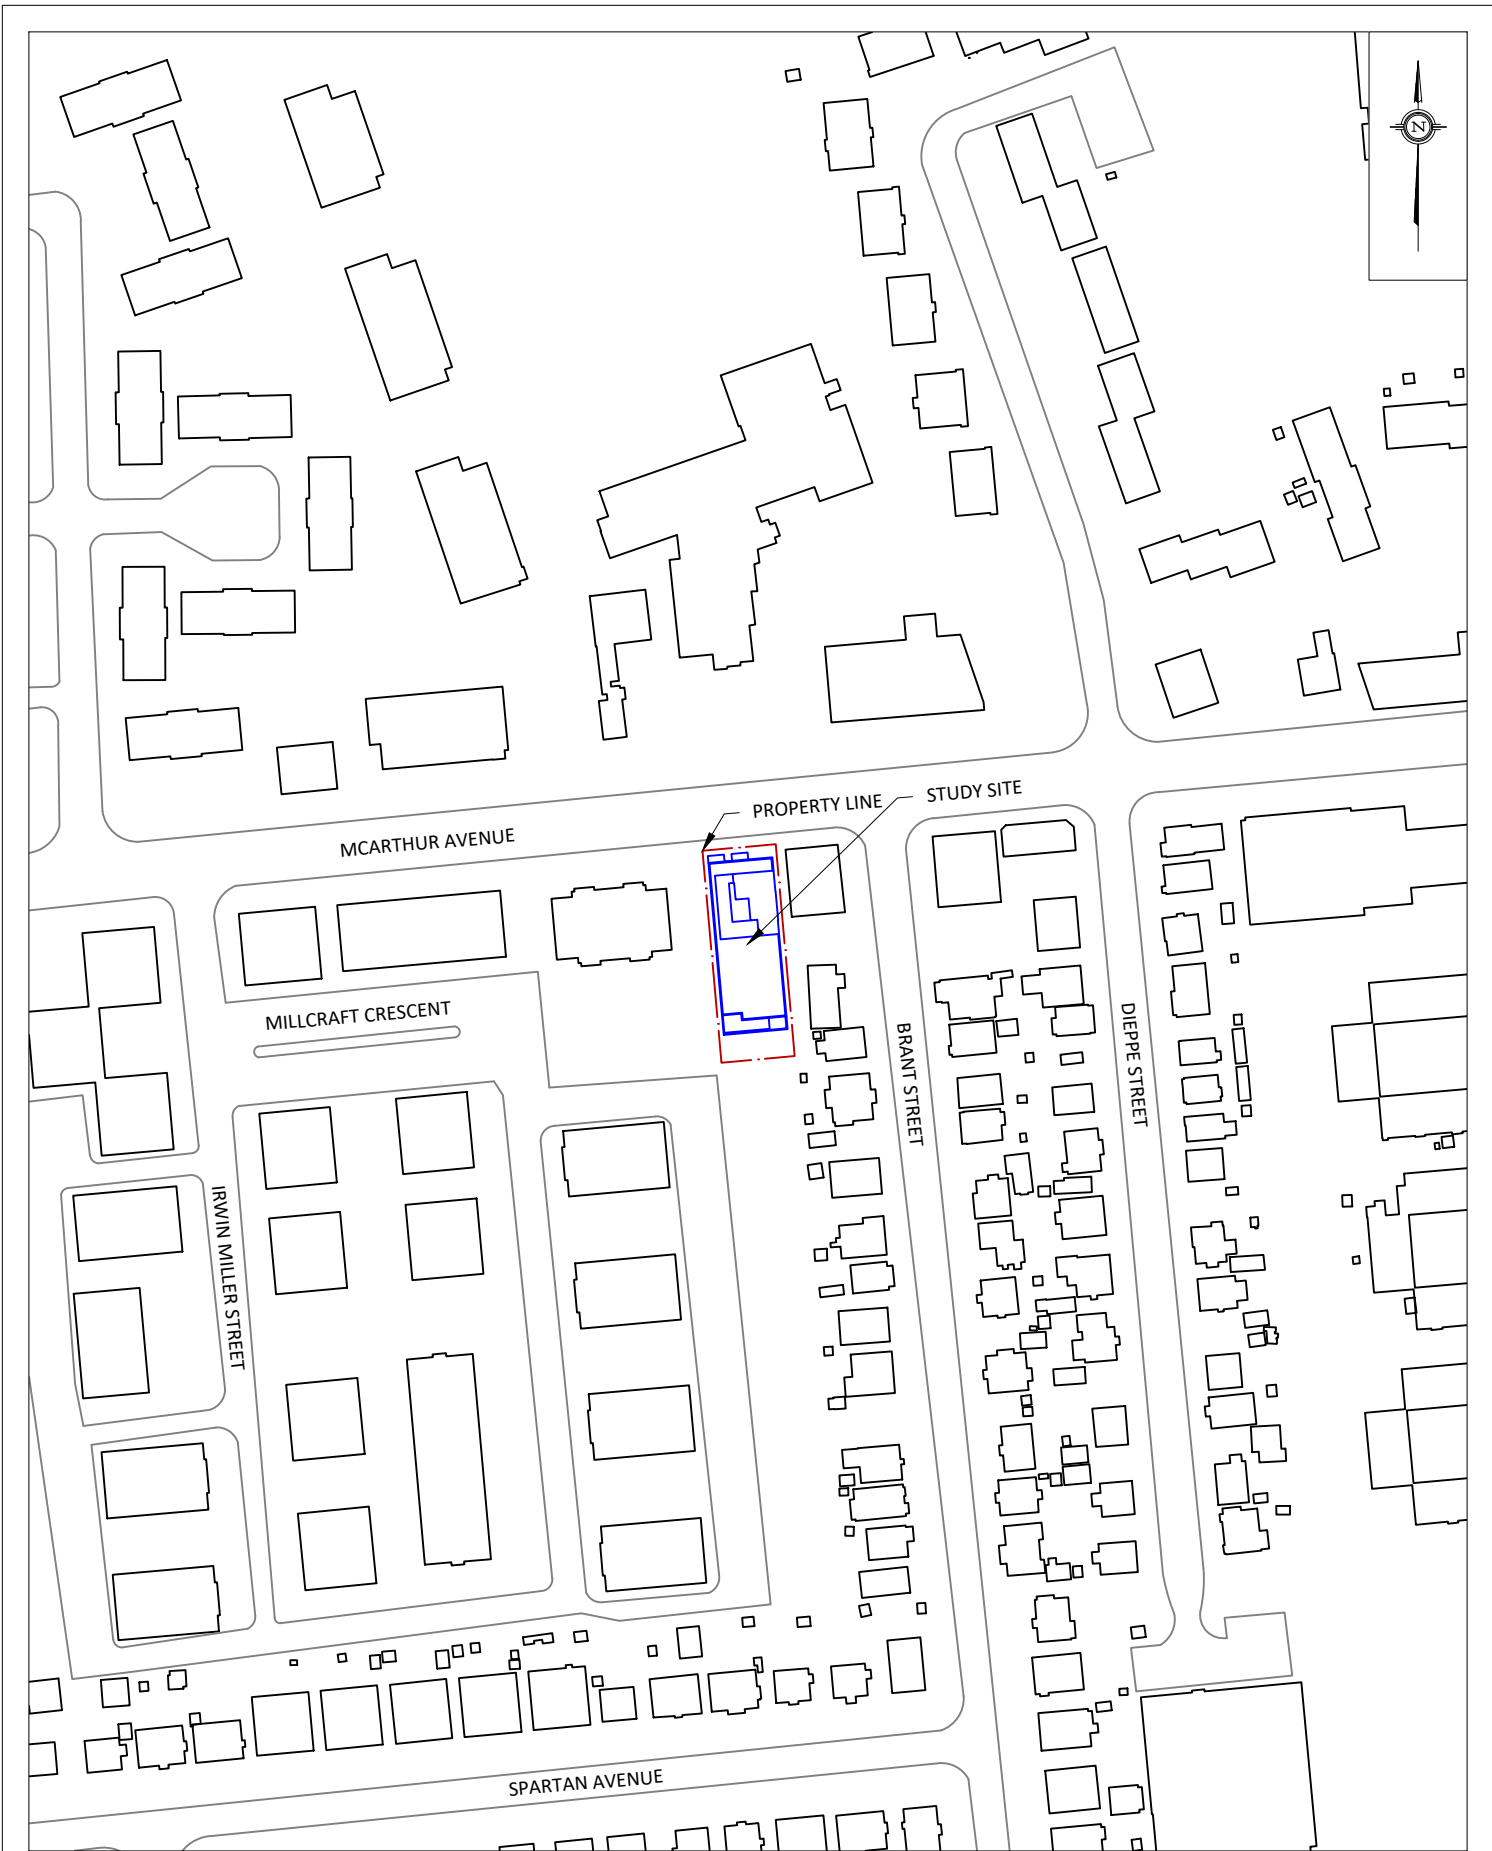 N
STUDY SITE
PROPERTY LINE
MCARTHUR AVENUE
MILLCRAFT CRESCENT
BRANT STREET
DIEPPE STREET
IRWIN MILLER STREET
SPARTAN AVENUE